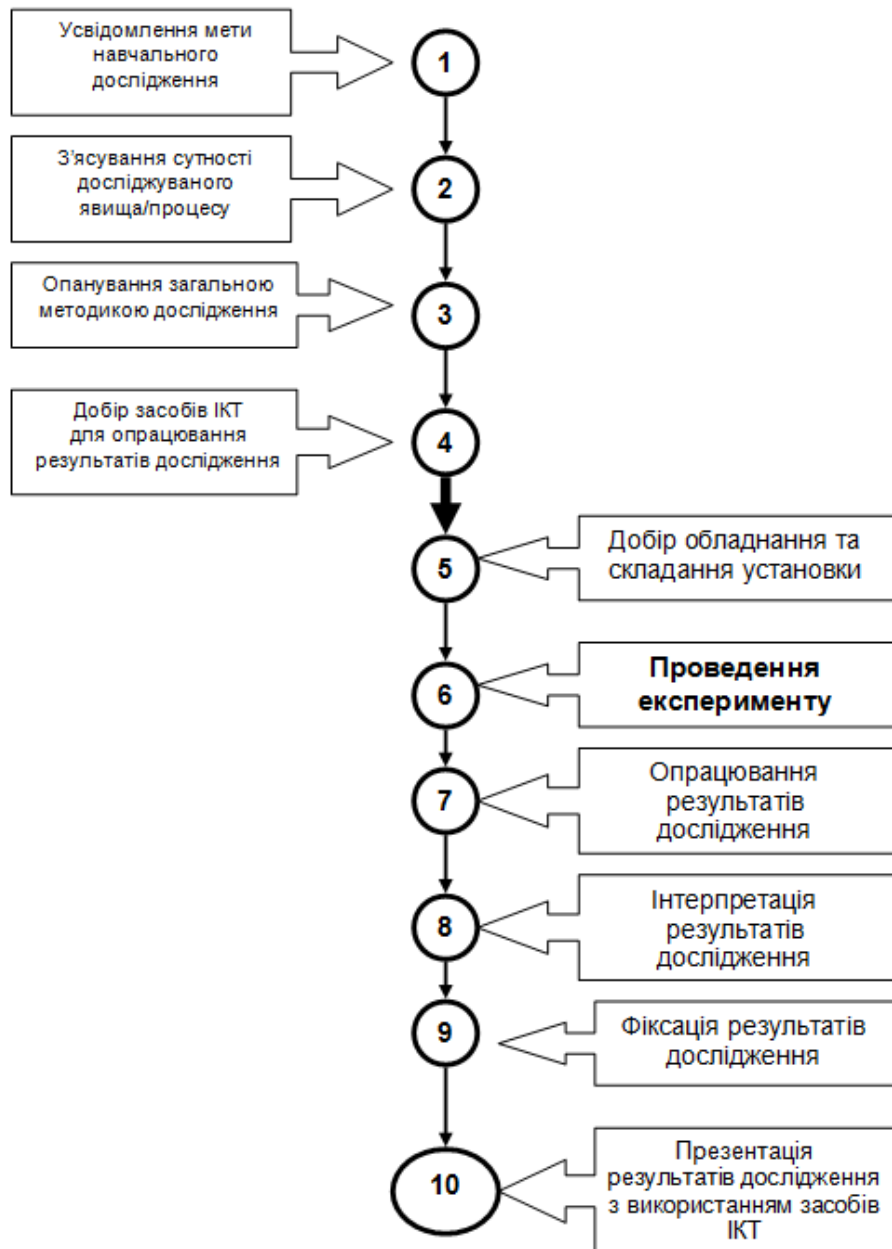 Усвідомлення мети
навчального
дослідження
1
З'ясування сутності
досліджуваного
явища/процесу
2
Опанування загальною
методикою дослідження
3
Добір засобів ІКТ
для опрацювання
результатів дослідження
4
Добір обладнання та
складання установки
5
Проведення
експерименту
6
Опрацювання
результатів
дослідження
7
Інтерпретація
результатів
дослідження
8
Фіксація результатів
дослідження
9
Презентація
результатів дослідження
з використанням засобів
ІКТ
10